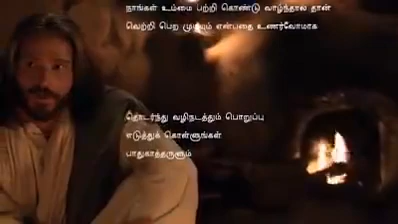 நாங்கள் உம்மை பற்றி கொண்டு வாழ்ந்தால் தான்
வெற்றி பெற முடியும் என்பதை உணர்வோமாக
தொடர்ந்து வழிநடத்தும் பொறுப்பு
எடுத்துக் கொள்ளுங்கள்
பாதுகாத்தருளும்